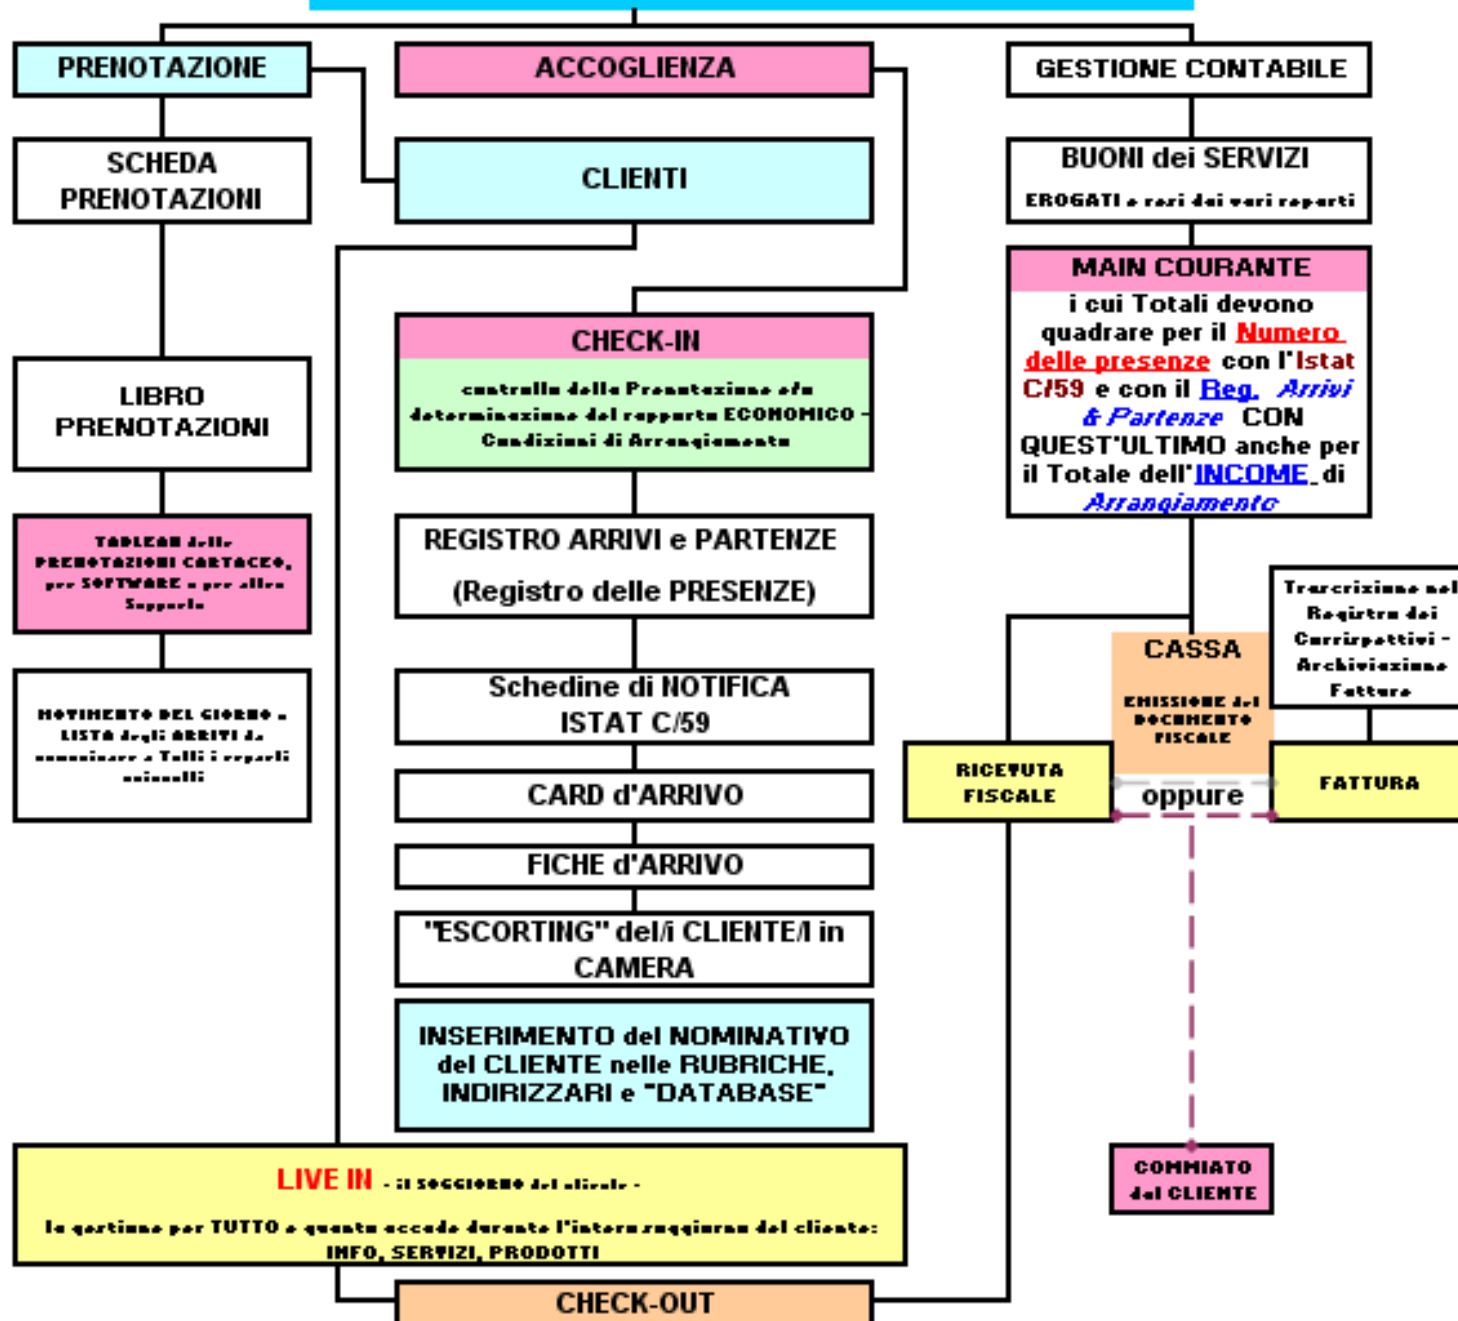 PRENOTAZIONE
SCHEDA
PRENOTAZIONI
LIBRO
PRENOTAZIONI
TABLEAU delle
PRENOTAZIONI CARTACEO,
per SOFTWARE o per altro
Supporto
MOVIMENTO DEL GIORNO o
LISTA degli ARRIVI da
comunicare a Tutti i reparti
ACCOGLIENZA
CLIENTI
CHECK-IN
controllo della Prenotazione e/o
determinazione del rapporto ECONOMICO -
Condizioni di Arrangiamento
REGISTRO ARRIVI e PARTENZE
(Registro delle PRESENZE)
Schedine di NOTIFICA
ISTAT C/59
CARD d'ARRIVO
FICHE d'ARRIVO
"ESCORTING" del/i CLIENTE/I in
CAMERA
INSERIMENTO del NOMINATIVO
del CLIENTE nelle RUBRICHE,
INDIRIZZARI e "DATABASE"
LIVE IN - il SOGGIORNO del cliente -
la gestione per TUTTO e quanto accade durante l'intero soggiorno del cliente:
INFO, SERVIZI, PRODOTTI
CHECK-OUT
GESTIONE CONTABILE
BUONI dei SERVIZI
EROGATI e resi dai vari reparti
MAIN COURANTE
i cui Totali devono
quadrare per il Numero
delle presenze con l'Istat
C/59 e con il Reg. Arrivi
& Partenze CON
QUEST'ULTIMO anche per
il Totale dell'INCOME di
Arrangiamento
CASSA
EMISSIONE del
DOCUMENTO
FISCALE
Trascrizione nel
Registro dei
Corrispettivi -
Archiviazione
Fattura
RICEVUTA
FISCALE
oppure
FATTURA
COMMIATO
del CLIENTE